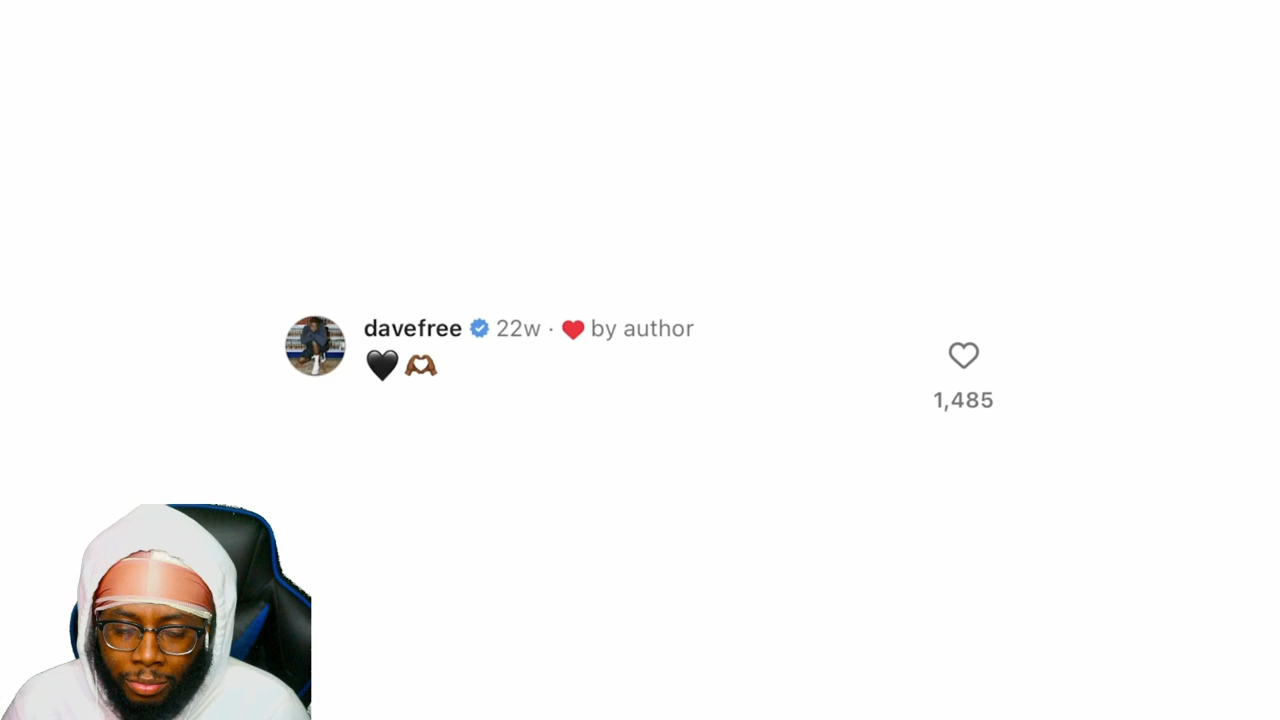 davefree 22w · ❤️ by author
🖤 🫶🏾
1,485